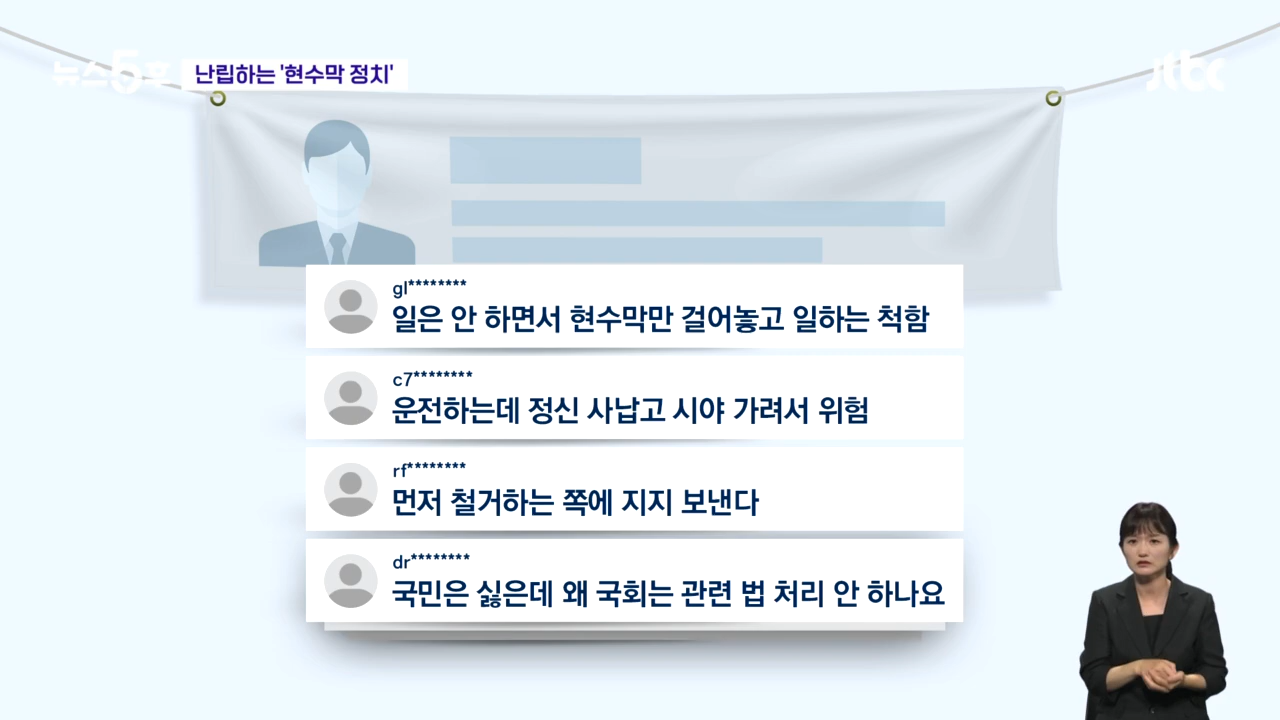 뉴스5후
난립하는 '현수막 정치'
jtbc
gl********
일은 안 하면서 현수막만 걸어놓고 일하는 척함
c7********
운전하는데 정신 사납고 시야 가려서 위험
rf********
먼저 철거하는 쪽에 지지 보낸다
dr********
국민은 싫은데 왜 국회는 관련 법 처리 안 하나요